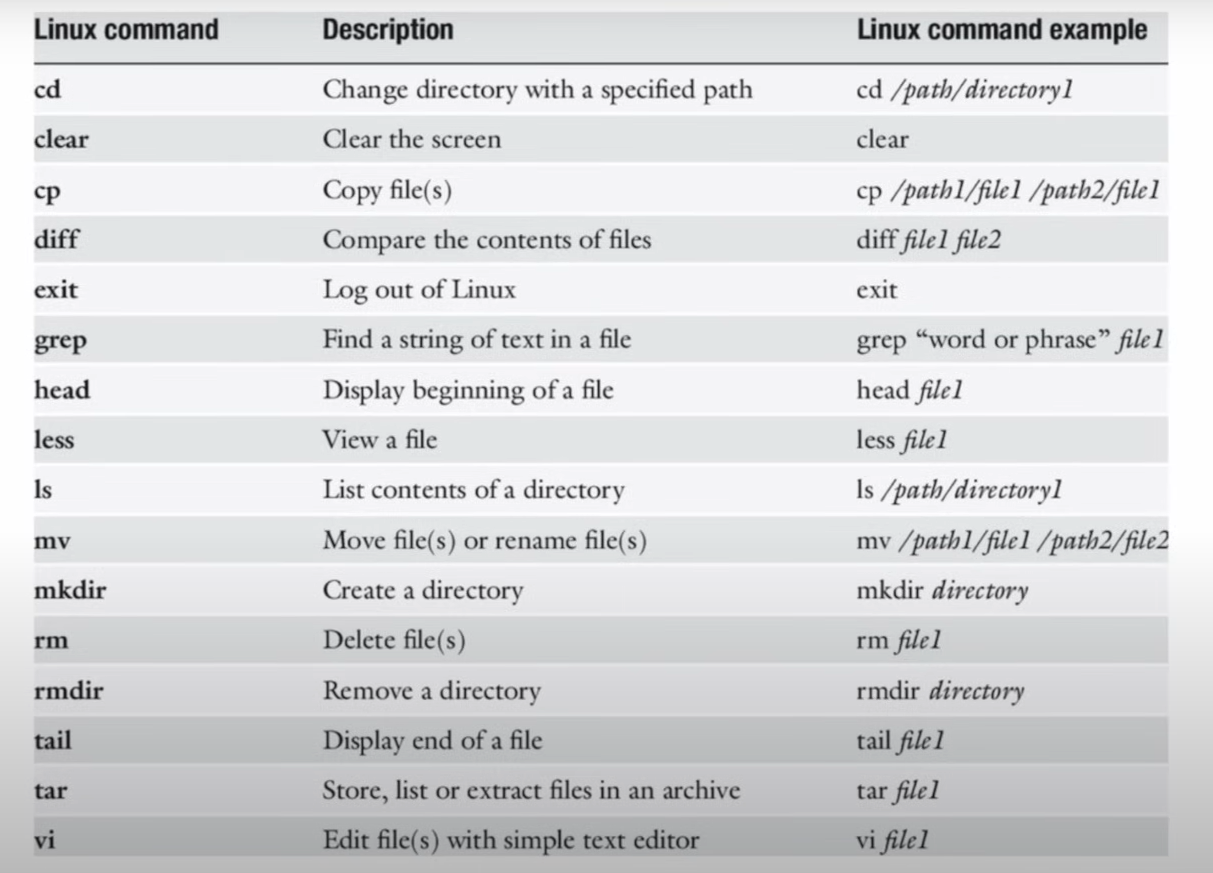 Linux command Description Linux command example
cd Change directory with a specified path cd /path/directory1
clear Clear the screen clear
cp Copy file(s) cp /path1/file1 /path2/file1
diff Compare the contents of files diff file1 file2
exit Log out of Linux exit
grep Find a string of text in a file grep “word or phrase” file1
head Display beginning of a file head file1
less View a file less file1
ls List contents of a directory ls /path/directory1
mv Move file(s) or rename file(s) mv /path1/file1 /path2/file2
mkdir Create a directory mkdir directory
rm Delete file(s) rm file1
rmdir Remove a directory rmdir directory
tail Display end of a file tail file1
tar Store, list or extract files in an archive tar file1
vi Edit file(s) with simple text editor vi file1